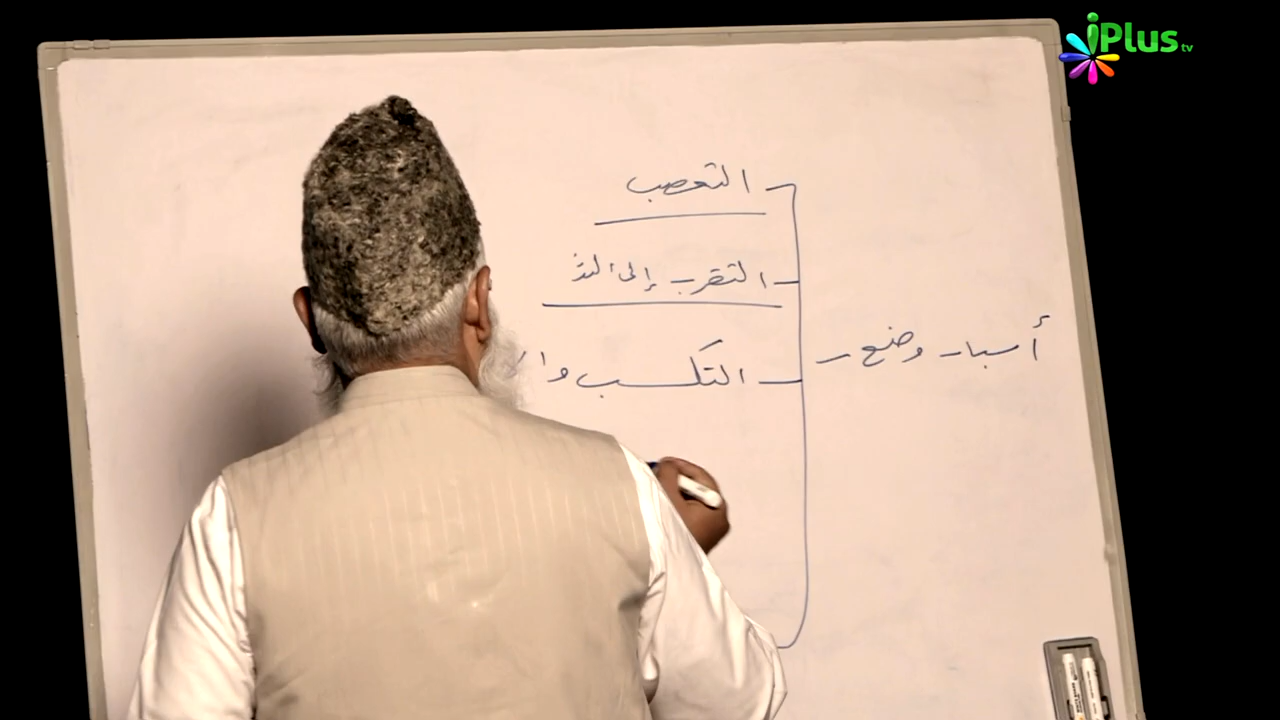 iPlus tv
التعصب
التقرب إلى الله
أسباب وضع
التكسب وا